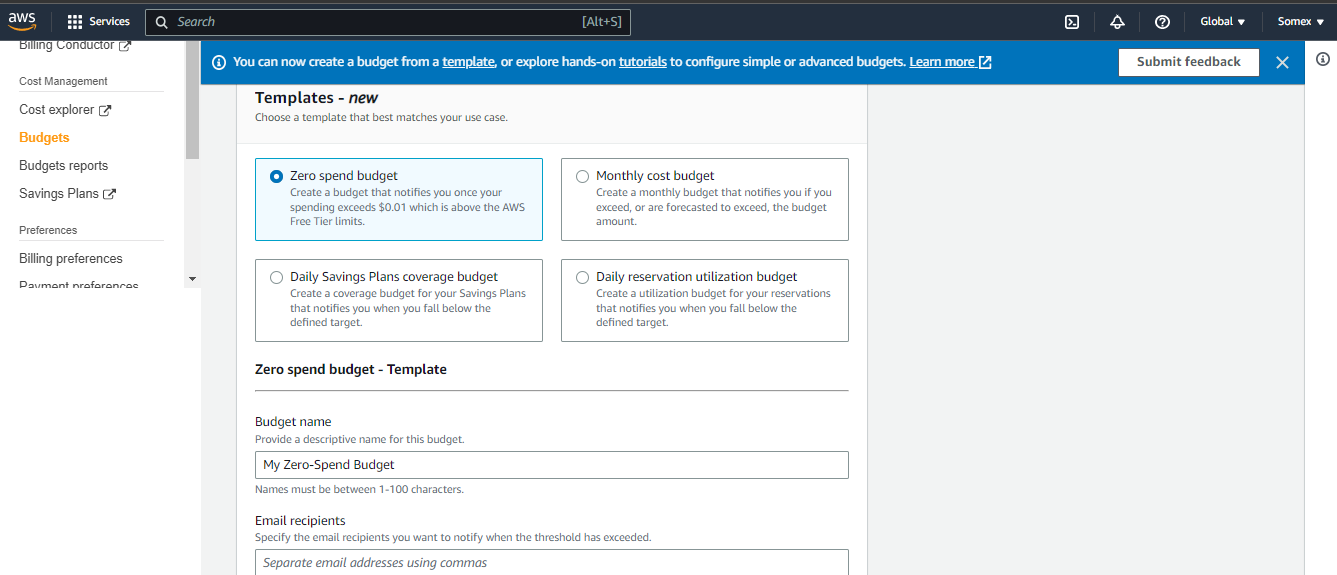 aws
Services
Search
[Alt+S]
Global
Somex
Billing Conductor
Cost Management
Cost explorer
Budgets
Budgets reports
Savings Plans
Preferences
Billing preferences
Payment preferences
You can now create a budget from a template, or explore hands-on tutorials to configure simple or advanced budgets. Learn more
Submit feedback
Templates - new
Choose a template that best matches your use case.
Zero spend budget
Create a budget that notifies you once your
spending exceeds $0.01 which is above the AWS
Free Tier limits.
Monthly cost budget
Create a monthly budget that notifies you if you
exceed, or are forecasted to exceed, the budget
amount.
Daily Savings Plans coverage budget
Create a coverage budget for your Savings Plans
that notifies you when you fall below the
defined target.
Daily reservation utilization budget
Create a utilization budget for your reservations
that notifies you when you fall below the
defined target.
Zero spend budget - Template
Budget name
Provide a descriptive name for this budget.
My Zero-Spend Budget
Names must be between 1-100 characters.
Email recipients
Specify the email recipients you want to notify when the threshold has exceeded.
Separate email addresses using commas